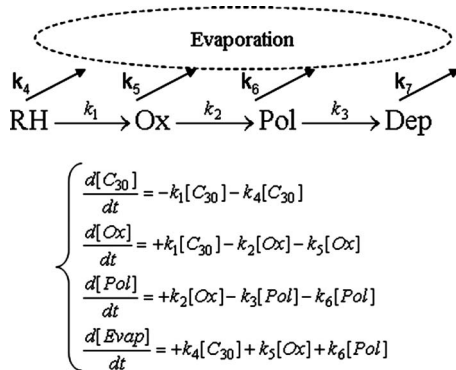 Evaporation
k₄ k₅ k₆ k₇
RH k₁ Ox k₂ Pol k₃ Dep
d[C₃₀]/dt = -k₁[C₃₀] - k₄[C₃₀]
d[Ox]/dt = +k₁[C₃₀] - k₂[Ox] - k₅[Ox]
d[Pol]/dt = +k₂[Ox] - k₃[Pol] - k₆[Pol]
d[Evap]/dt = +k₄[C₃₀] + k₅[Ox] + k₆[Pol]